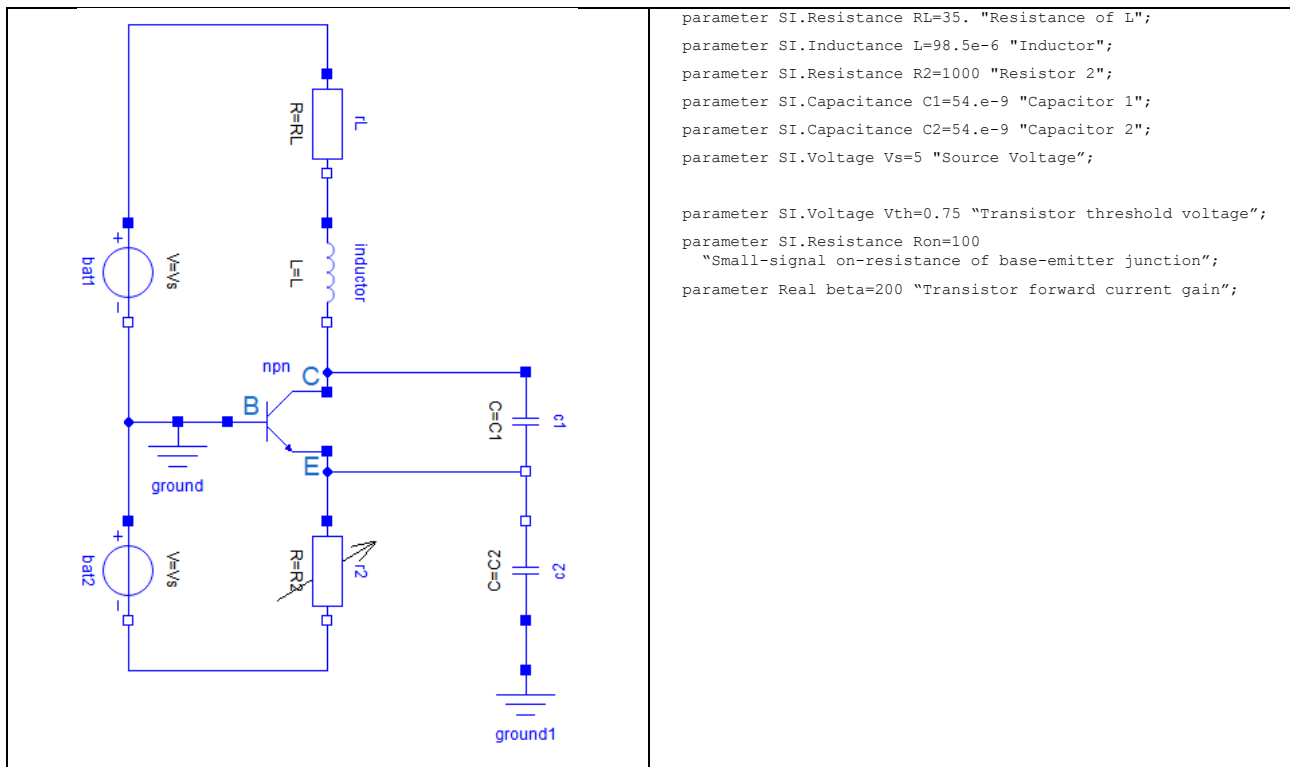 rL
R=RL
inductor
L=L
+
bat1
V=Vs
–
npn
C
B
E
ground
c1
C=C1
+
bat2
V=Vs
–
r2
R=R2
c2
C=C2
ground1
parameter SI.Resistance RL=35. "Resistance of L";
parameter SI.Inductance L=98.5e-6 "Inductor";
parameter SI.Resistance R2=1000 "Resistor 2";
parameter SI.Capacitance C1=54.e-9 "Capacitor 1";
parameter SI.Capacitance C2=54.e-9 "Capacitor 2";
parameter SI.Voltage Vs=5 "Source Voltage”;
parameter SI.Voltage Vth=0.75 “Transistor threshold voltage”;
parameter SI.Resistance Ron=100
“Small-signal on-resistance of base-emitter junction”;
parameter Real beta=200 “Transistor forward current gain”;